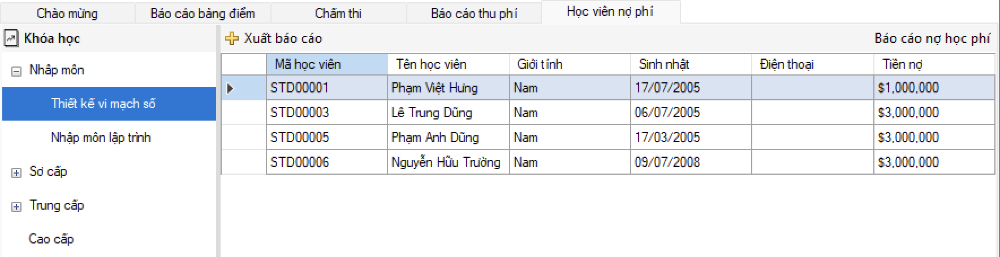 Chào mừng Báo cáo bảng điểm Chấm thi Báo cáo thu phí Học viên nợ phí
Khóa học
Nhập môn
Thiết kế vi mạch số
Nhập môn lập trình
Sơ cấp
Trung cấp
Cao cấp
Xuất báo cáo Báo cáo nợ học phí
Mã học viên Tên học viên Giới tính Sinh nhật Điện thoại Tiền nợ
STD00001 Phạm Việt Hưng Nam 17/07/2005 $1,000,000
STD00003 Lê Trung Dũng Nam 06/07/2005 $3,000,000
STD00005 Phạm Anh Dũng Nam 17/03/2005 $3,000,000
STD00006 Nguyễn Hữu Trường Nam 09/07/2008 $3,000,000